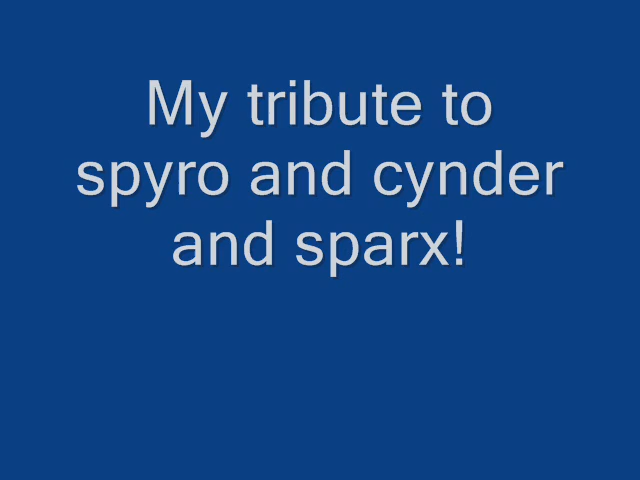 My tribute to
spyro and cynder
and sparx!